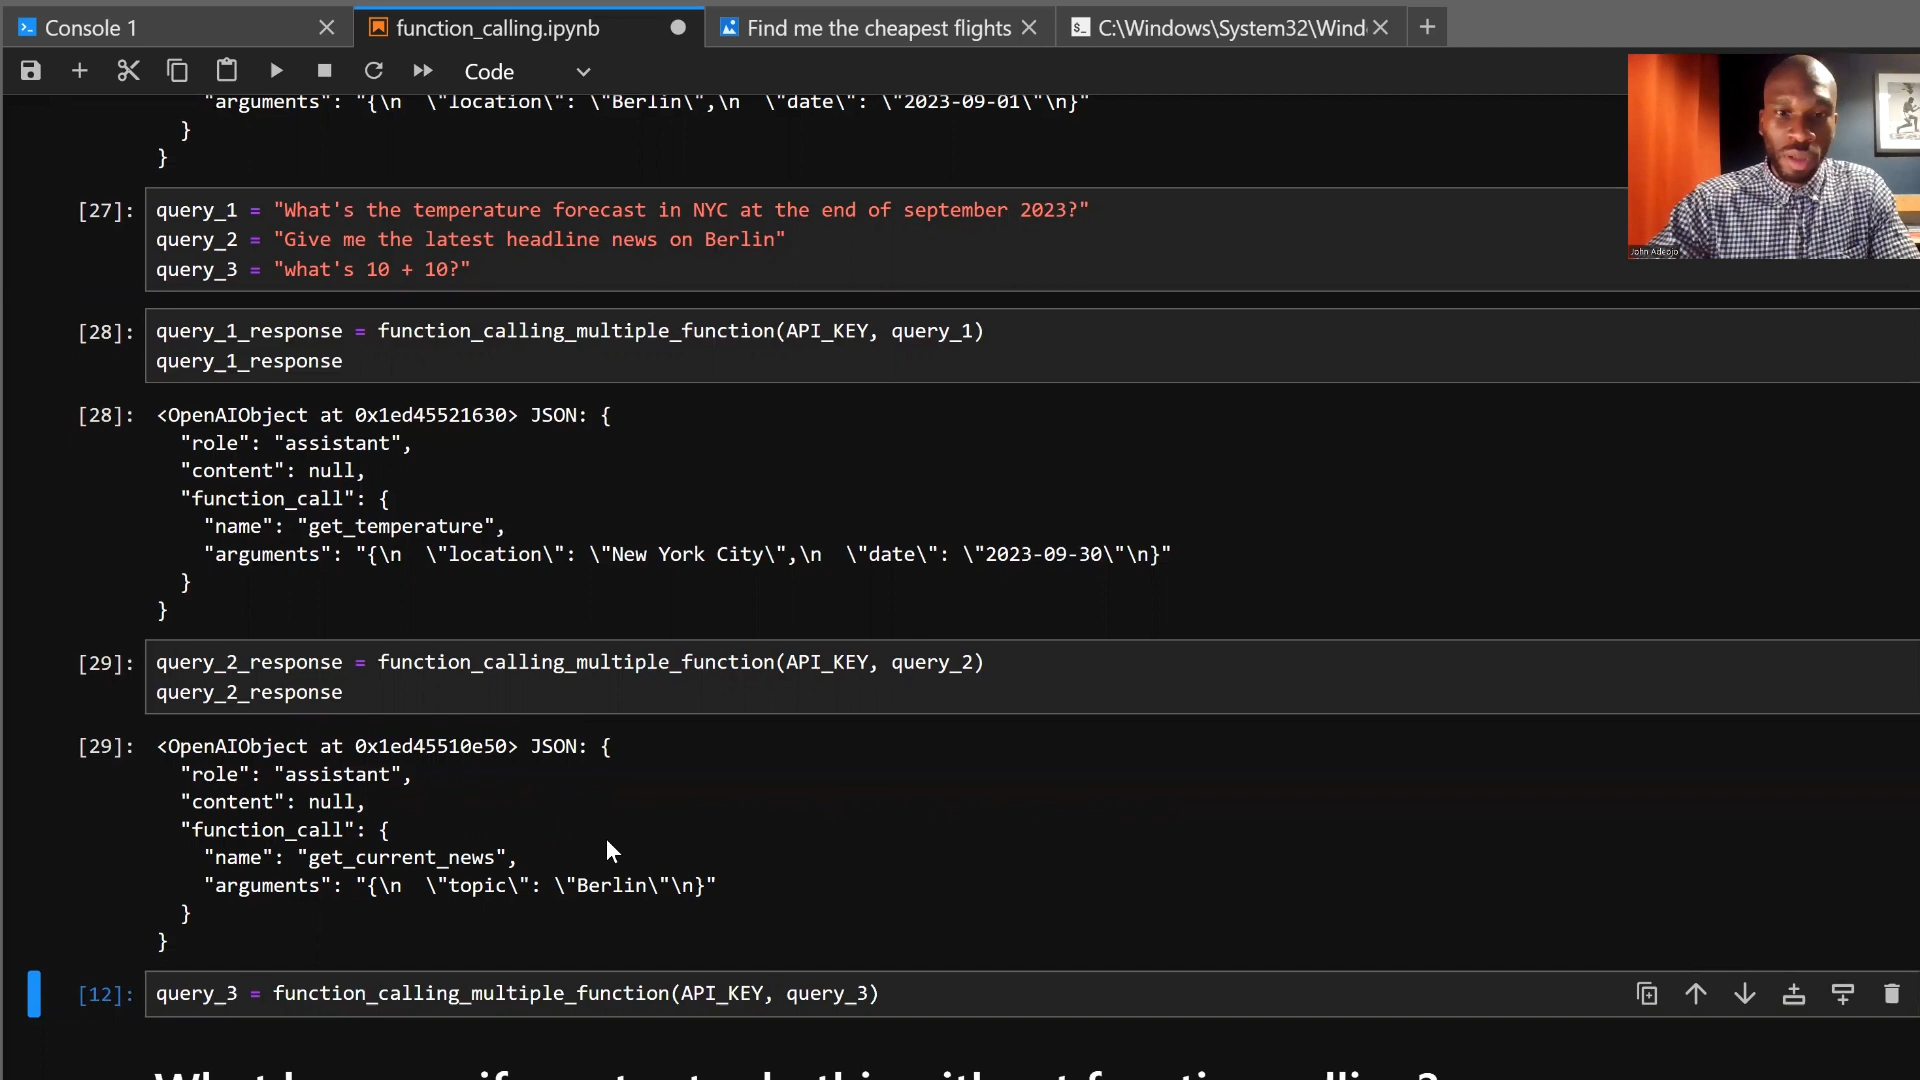 Console 1
function_calling.ipynb
Find me the cheapest flights
C:\Windows\System32\Wind
Code
"arguments": "{\n  \"location\": \"Berlin\",\n  \"date\": \"2023-09-01\"\n}"
}
}
[27]: query_1 = "What's the temperature forecast in NYC at the end of september 2023?"
query_2 = "Give me the latest headline news on Berlin"
query_3 = "what's 10 + 10?"
[28]: query_1_response = function_calling_multiple_function(API_KEY, query_1)
query_1_response
[28]: <OpenAIObject at 0x1ed45521630> JSON: {
"role": "assistant",
"content": null,
"function_call": {
"name": "get_temperature",
"arguments": "{\n  \"location\": \"New York City\",\n  \"date\": \"2023-09-30\"\n}"
}
}
[29]: query_2_response = function_calling_multiple_function(API_KEY, query_2)
query_2_response
[29]: <OpenAIObject at 0x1ed45510e50> JSON: {
"role": "assistant",
"content": null,
"function_call": {
"name": "get_current_news",
"arguments": "{\n  \"topic\": \"Berlin\"\n}"
}
}
[12]: query_3 = function_calling_multiple_function(API_KEY, query_3)
John Adeojo